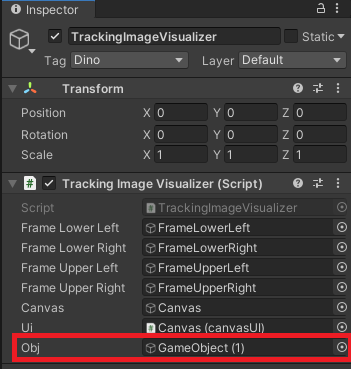 Inspector
TrackingImageVisualizer Static
Tag Dino Layer Default
Transform
Position X 0 Y 0 Z 0
Rotation X 0 Y 0 Z 0
Scale X 1 Y 1 Z 1
# Tracking Image Visualizer (Script)
Script TrackingImageVisualizer
Frame Lower Left FrameLowerLeft
Frame Lower Right FrameLowerRight
Frame Upper Left FrameUpperLeft
Frame Upper Right FrameUpperRight
Canvas Canvas
Ui Canvas (canvasUI)
Obj GameObject (1)